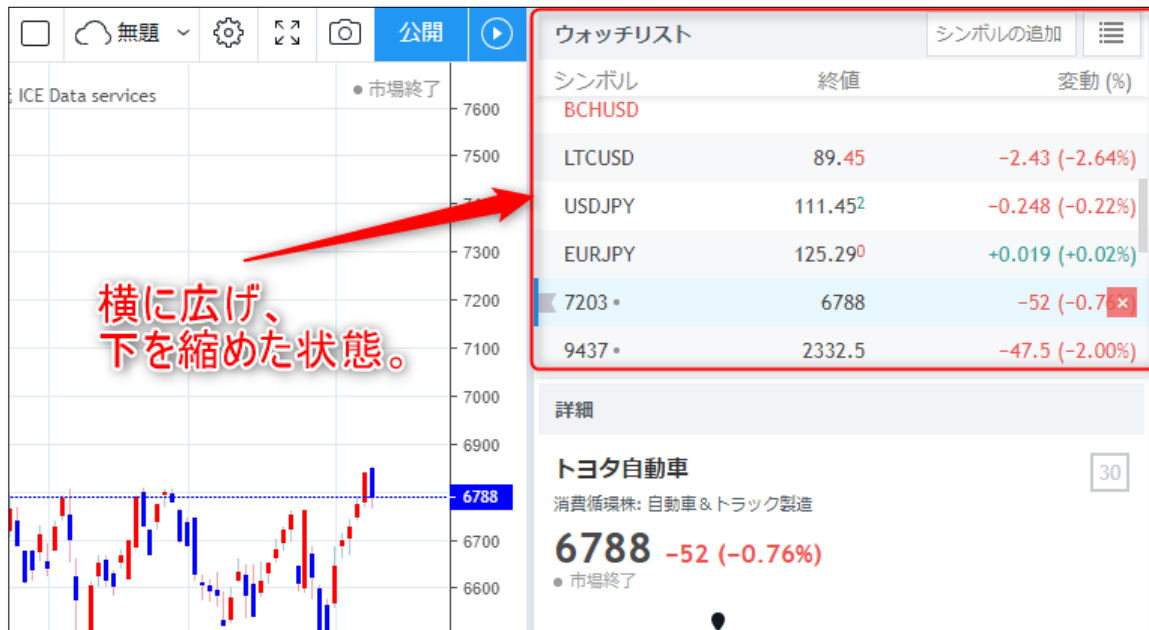 無題
公開
ICE Data services
市場終了
7600
7500
7300
7200
7100
7000
6900
6788
6700
6600
横に広げ、
下を縮めた状態。
ウォッチリスト
シンボルの追加
シンボル 終値 変動 (%)
BCHUSD
LTCUSD 89.45 −2.43 (−2.64%)
USDJPY 111.452 −0.248 (−0.22%)
EURJPY 125.290 +0.019 (+0.02%)
7203 6788 −52 (−0.76
9437 2332.5 −47.5 (−2.00%)
詳細
トヨタ自動車
30
消費循環株: 自動車＆トラック製造
6788 −52 (−0.76%)
市場終了